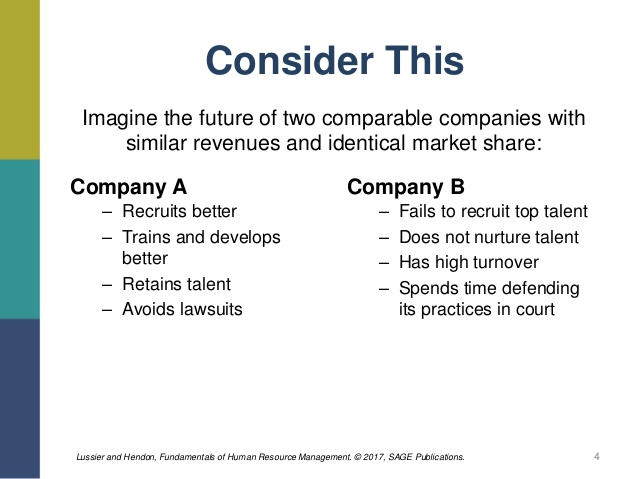 Consider This
Imagine the future of two comparable companies with
similar revenues and identical market share:
Company A
– Recruits better
– Trains and develops
better
– Retains talent
– Avoids lawsuits
Company B
– Fails to recruit top talent
– Does not nurture talent
– Has high turnover
– Spends time defending
its practices in court
Lussier and Hendon, Fundamentals of Human Resource Management. © 2017, SAGE Publications.
4